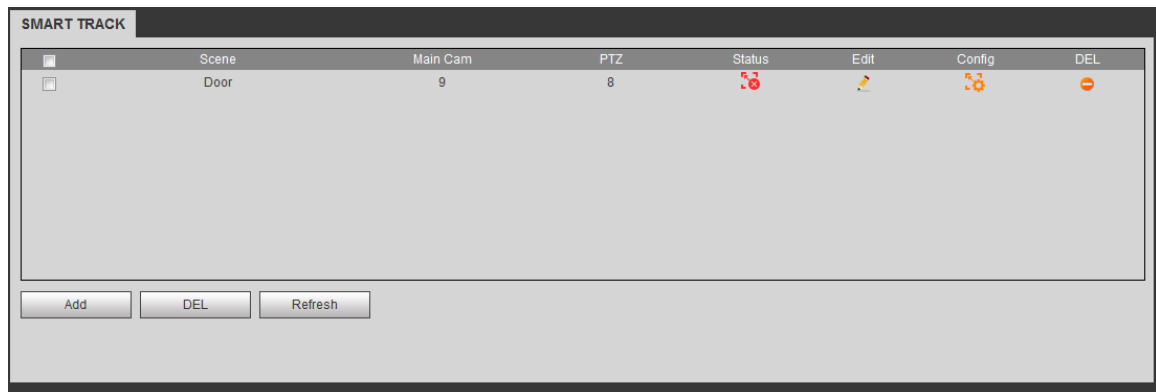 SMART TRACK
Scene Main Cam PTZ Status Edit Config DEL
Door 9 8
Add DEL Refresh